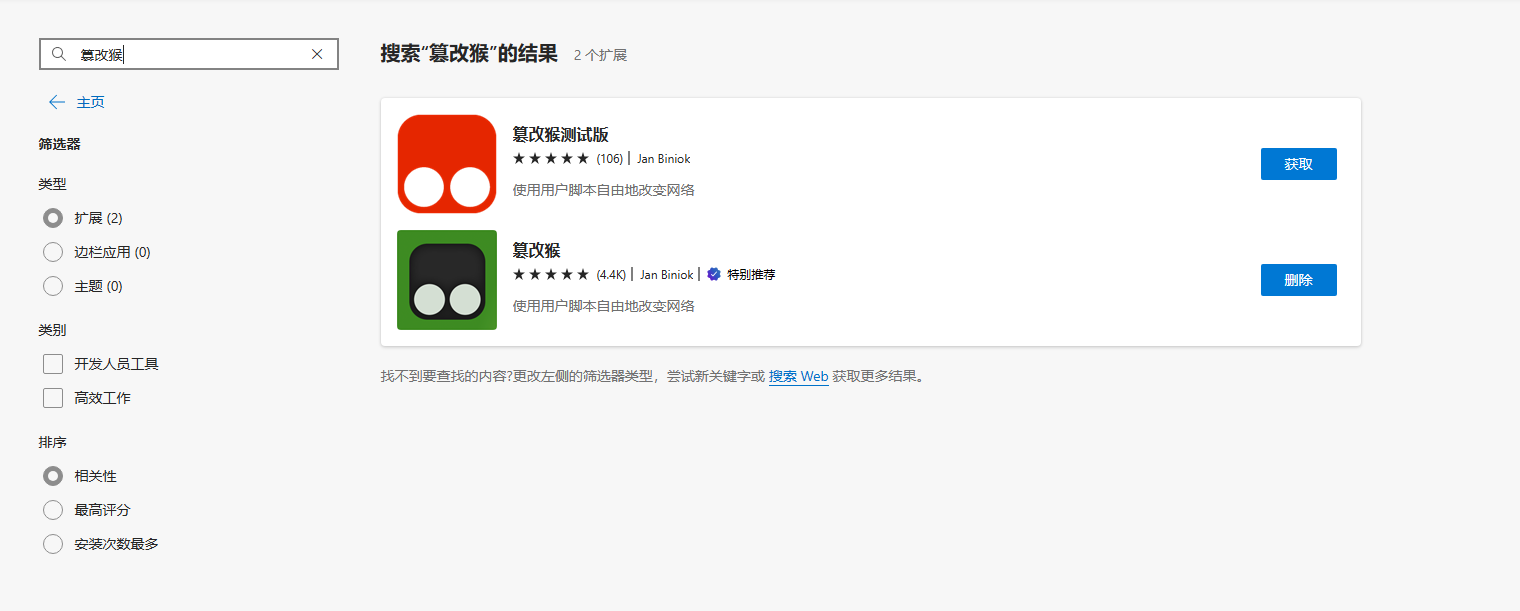 篡改猴
主页
筛选器
类型
扩展 (2)
边栏应用 (0)
主题 (0)
类别
开发人员工具
高效工作
排序
相关性
最高评分
安装次数最多
搜索“篡改猴”的结果 2 个扩展
篡改猴测试版
★★★★★ (106) | Jan Biniok
使用用户脚本自由地改变网络
获取
篡改猴
★★★★★ (4.4K) | Jan Biniok | 特别推荐
使用用户脚本自由地改变网络
删除
找不到要查找的内容?更改左侧的筛选器类型，尝试新关键字或 搜索 Web 获取更多结果。